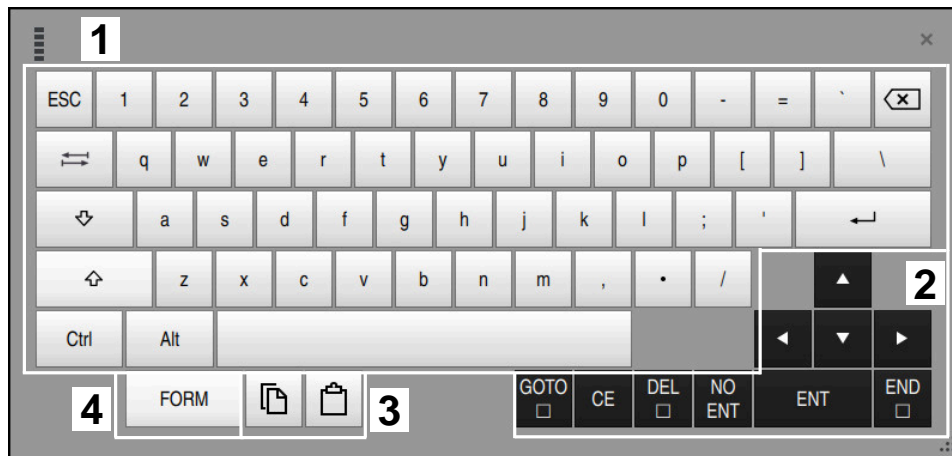 1
×
ESC 1 2 3 4 5 6 7 8 9 0 - = `
q w e r t y u i o p [ ] \
a s d f g h j k l ; '
z x c v b n m , • /
2
Ctrl Alt
4 FORM 3 GOTO CE DEL NO ENT ENT END